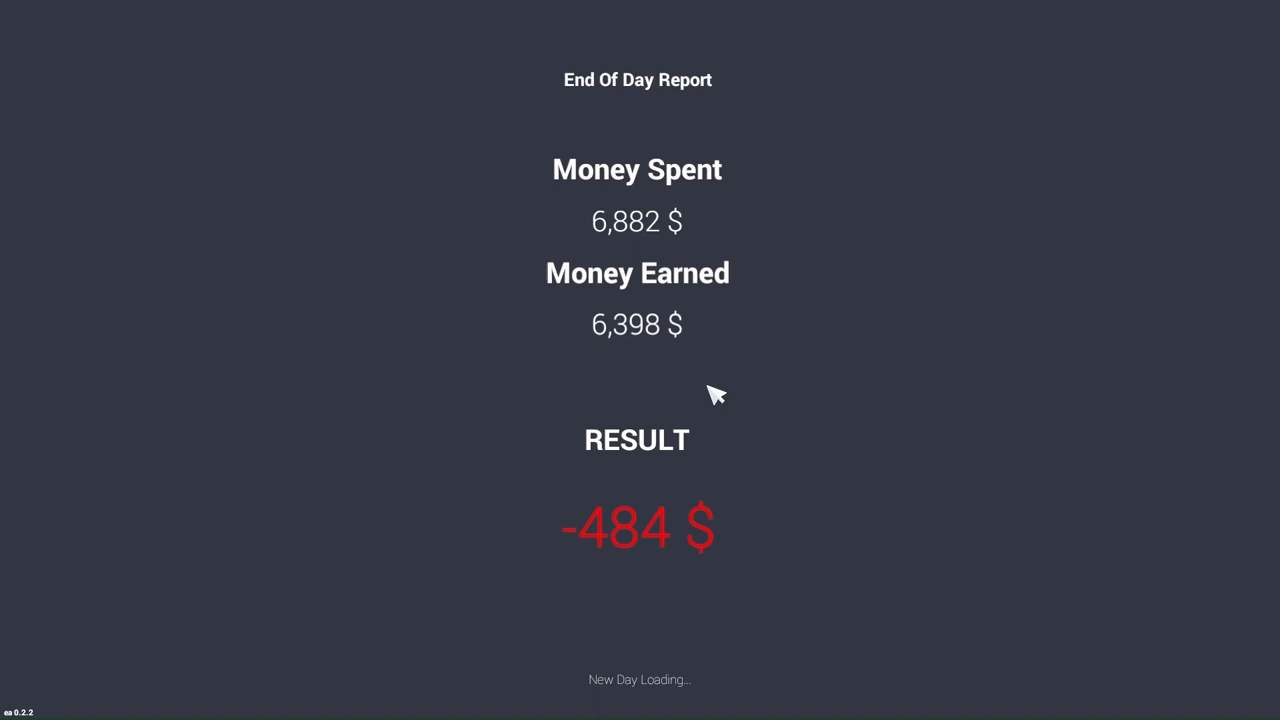 End Of Day Report
Money Spent
6,882 $
Money Earned
6,398 $
RESULT
-484 $
New Day Loading...
ea 0.2.2